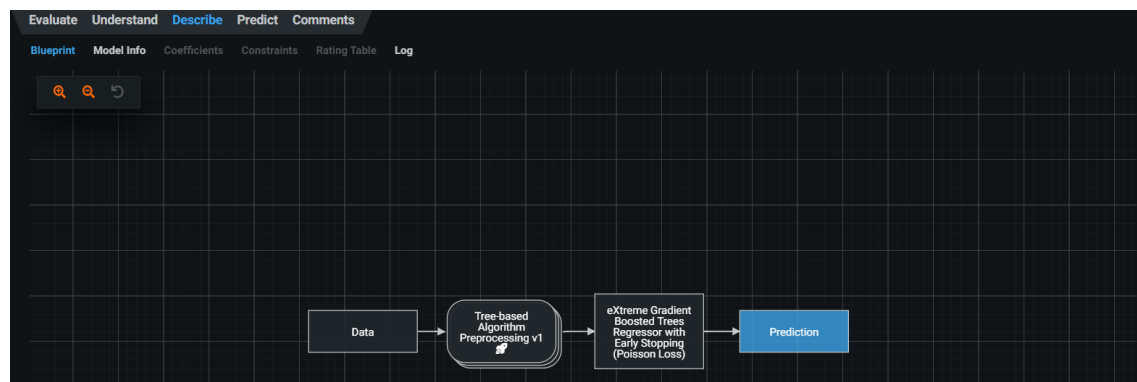 Evaluate Understand Describe Predict Comments
Blueprint Model Info Coefficients Constraints Rating Table Log
Data
Tree-based
Algorithm
Preprocessing v1
eXtreme Gradient
Boosted Trees
Regressor with
Early Stopping
(Poisson Loss)
Prediction